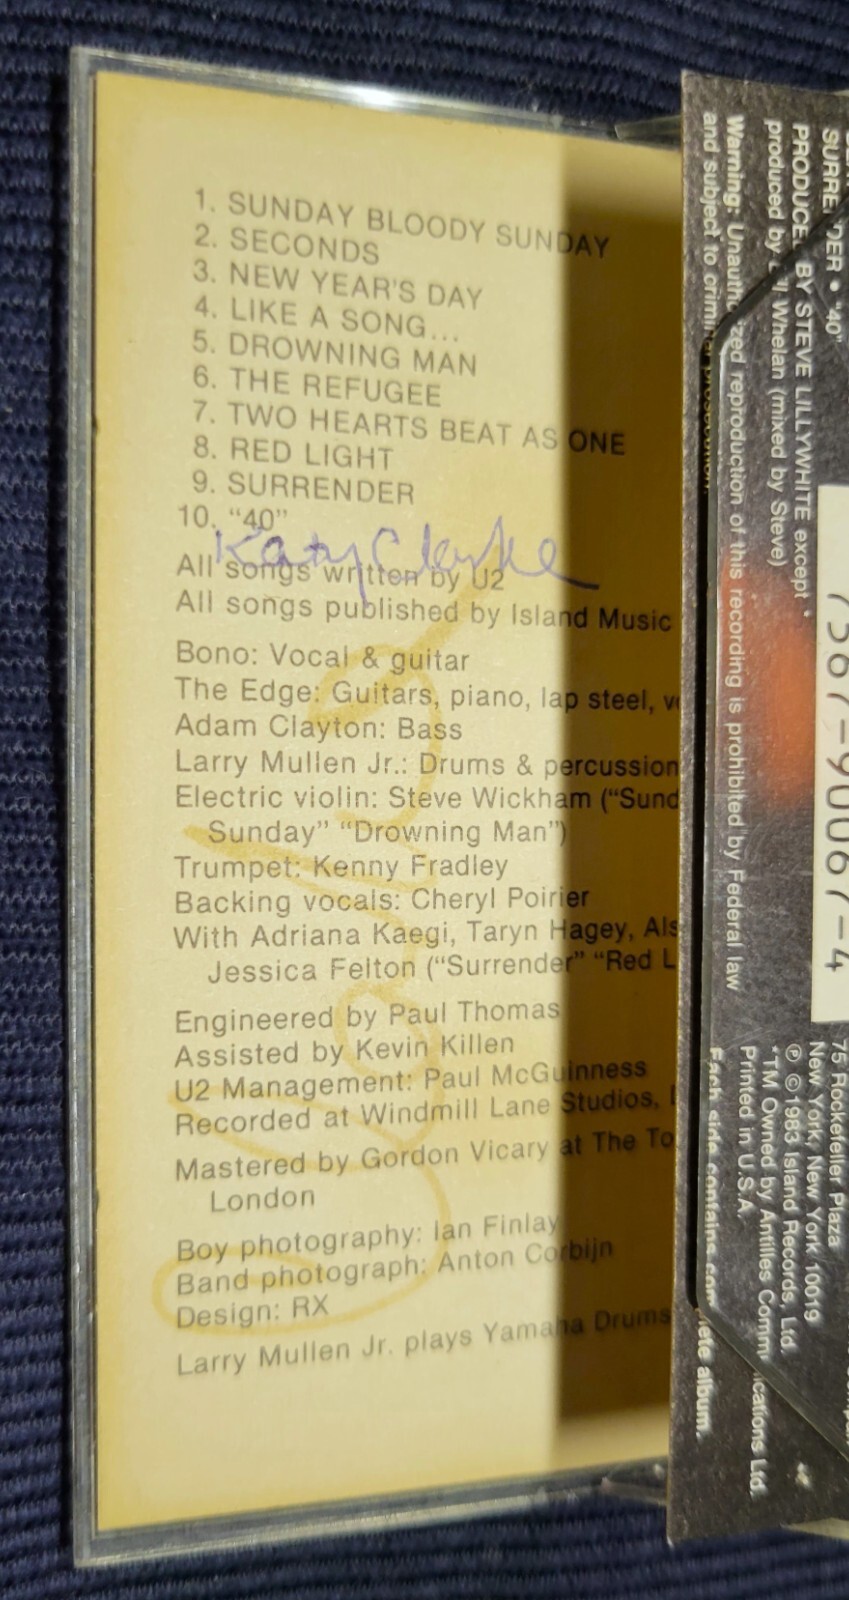 1. SUNDAY BLOODY SUNDAY
2. SECONDS
3. NEW YEAR'S DAY
4. LIKE A SONG...
5. DROWNING MAN
6. THE REFUGEE
7. TWO HEARTS BEAT AS ONE
8. RED LIGHT
9. SURRENDER
10. “40”
Katy Clarke
All songs written by U2
All songs published by Island Music
Bono: Vocal & guitar
The Edge: Guitars, piano, lap steel,
Adam Clayton: Bass
Larry Mullen Jr.: Drums & percussion
Electric violin: Steve Wickham (“Sund
Sunday” “Drowning Man”)
Trumpet: Kenny Fradley
Backing vocals: Cheryl Poirier
With Adriana Kaegi, Taryn Hagey,
Jessica Felton (“Surrender” “Red L
Engineered by Paul Thomas
Assisted by Kevin Killen
U2 Management: Paul McGuinness
Recorded at Windmill Lane Studios,
Mastered by Gordon Vicary at The To
London
Boy photography: Ian Finlay
Band photograph: Anton Corbijn
Design: RX
Larry Mullen Jr. plays Yamaha Drums
SURRENDER • “40”
PRODUCED BY STEVE LILLYWHITE except *
produced by Bill Whelan (mixed by Steve)
Warning: Unauthorized reproduction of this recording is prohibited by Federal law
and subject to criminal prosecution.
7567-90067-4
75 Rockefeller Plaza
New York, New York 10019
℗ © 1983 Island Records, Ltd.
*TM Owned by Antilles Communications Ltd.
Printed in U.S.A.
Each side contains complete album.